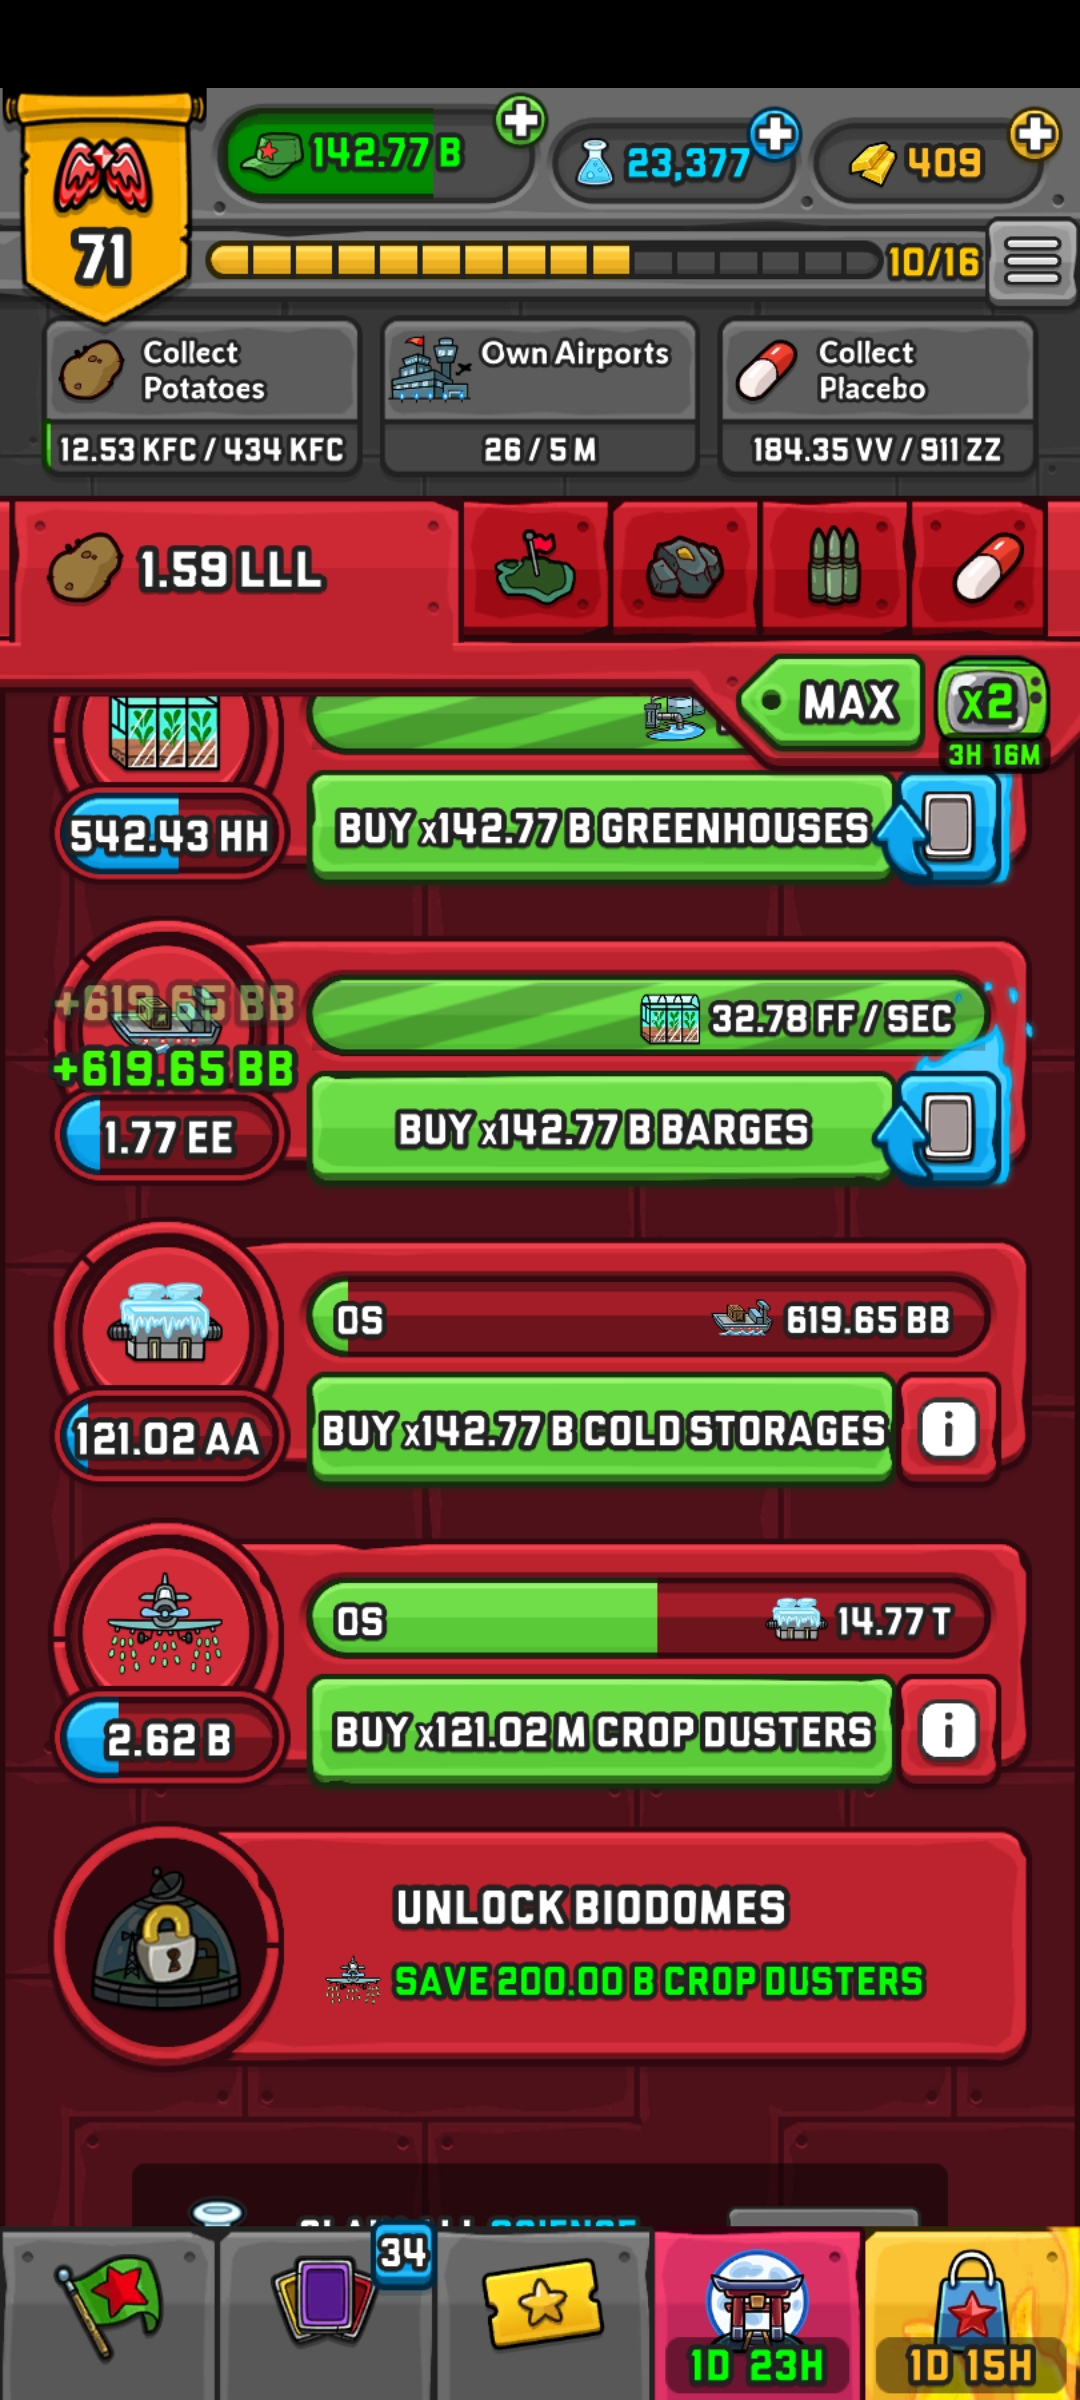 142.77 B
23,377
409
71
10/16
Collect
Potatoes
12.53 KFC / 434 KFC
Own Airports
26 / 5 M
Collect
Placebo
184.35 VV / 911 ZZ
1.59 LLL
MAX
x2
3H 16M
542.43 HH
BUY x142.77 B GREENHOUSES
+619.65 BB
+619.65 BB
32.78 FF / SEC
1.77 EE
BUY x142.77 B BARGES
0S
619.65 BB
121.02 AA
BUY x142.77 B COLD STORAGES
i
0S
14.77 T
2.62 B
BUY x121.02 M CROP DUSTERS
i
UNLOCK BIODOMES
SAVE 200.00 B CROP DUSTERS
34
1D 23H
1D 15H